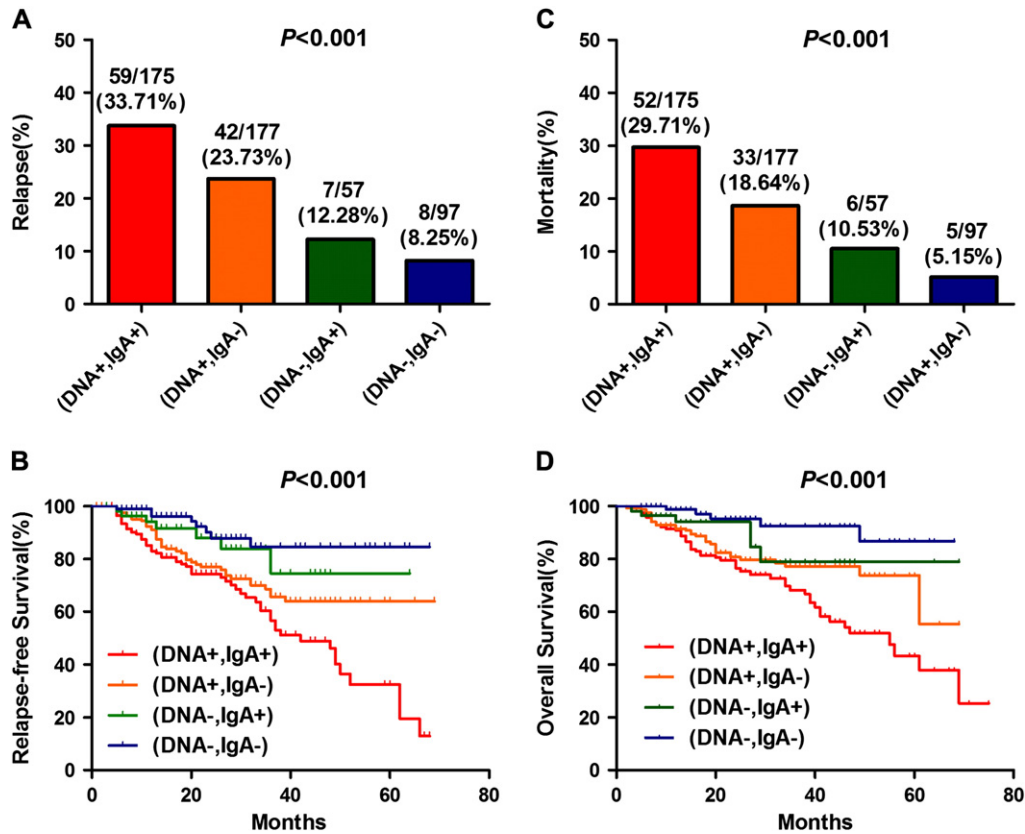 A
P<0.001
Relapse(%)
50
40
30
20
10
0
59/175
(33.71%)
42/177
(23.73%)
7/57
(12.28%)
8/97
(8.25%)
(DNA+,IgA+)
(DNA+,IgA-)
(DNA-,IgA+)
(DNA-,IgA-)
C
P<0.001
Mortality(%)
50
40
30
20
10
0
52/175
(29.71%)
33/177
(18.64%)
6/57
(10.53%)
5/97
(5.15%)
(DNA+,IgA+)
(DNA+,IgA-)
(DNA-,IgA+)
(DNA+,IgA-)
B
P<0.001
Relapse-free Survival(%)
100
80
60
40
20
0
(DNA+,IgA+)
(DNA+,IgA-)
(DNA-,IgA+)
(DNA-,IgA-)
0 20 40 60 80
Months
D
P<0.001
Overall Survival(%)
100
80
60
40
20
0
(DNA+,IgA+)
(DNA+,IgA-)
(DNA-,IgA+)
(DNA-,IgA-)
0 20 40 60 80
Months